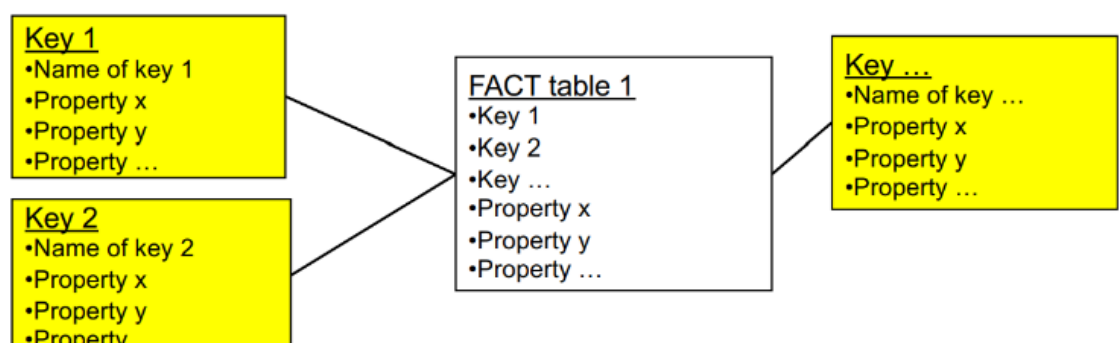 Key 1
•Name of key 1
•Property x
•Property y
•Property …
Key 2
•Name of key 2
•Property x
•Property y
•Property
FACT table 1
•Key 1
•Key 2
•Key …
•Property x
•Property y
•Property …
Key …
•Name of key …
•Property x
•Property y
•Property …